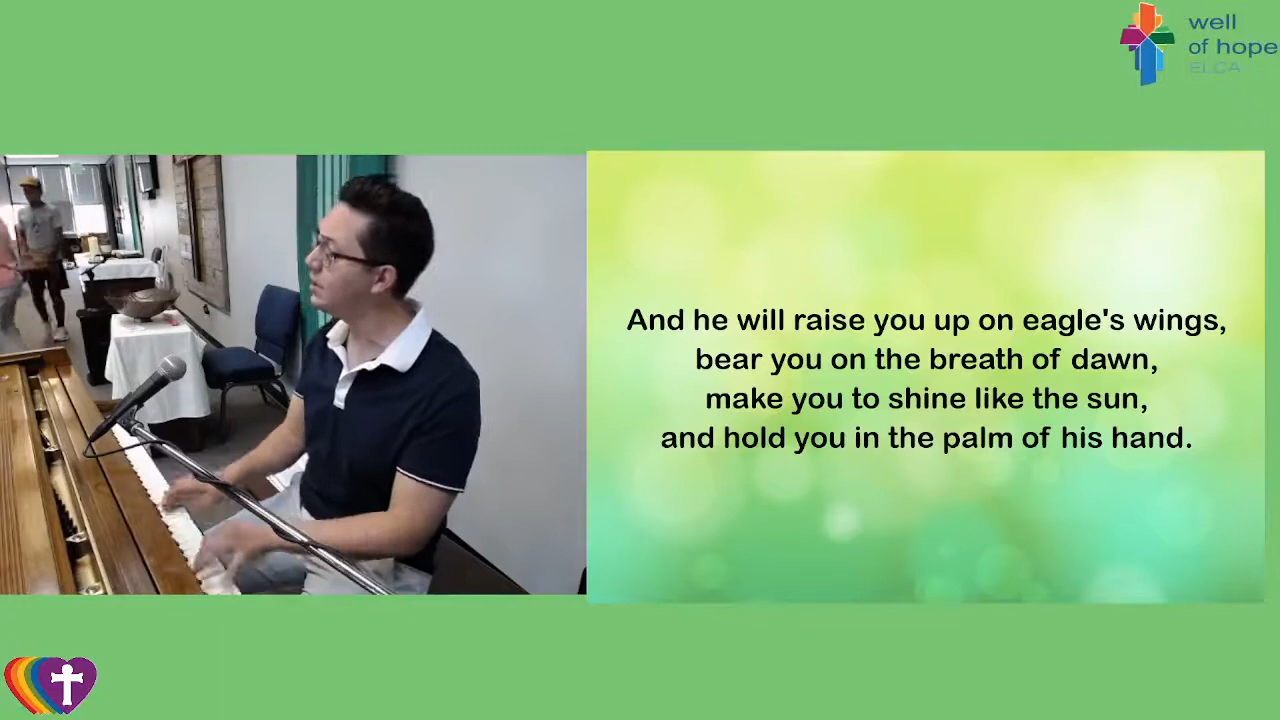 well
of hope
ELCA
And he will raise you up on eagle's wings,
bear you on the breath of dawn,
make you to shine like the sun,
and hold you in the palm of his hand.